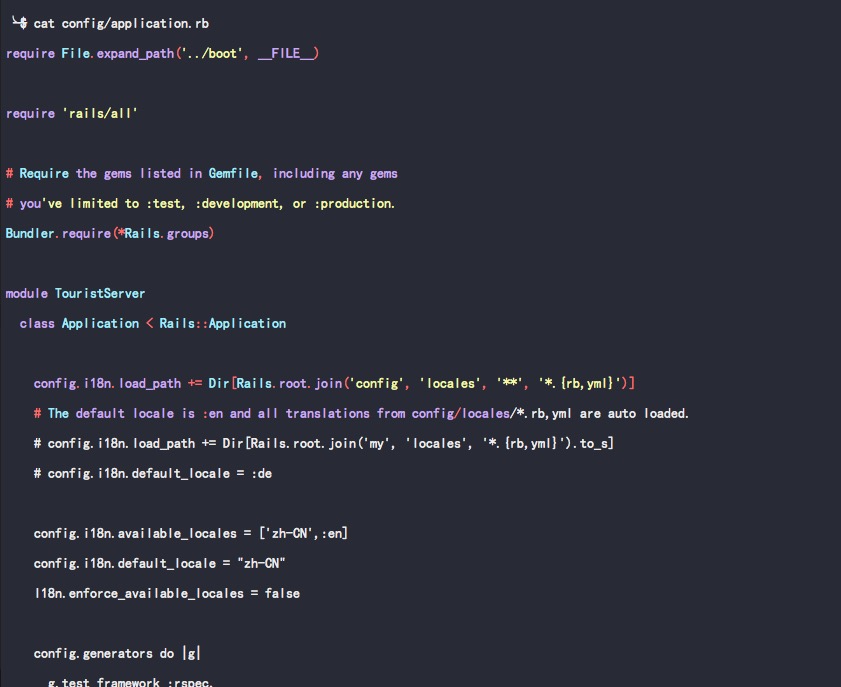 ╰─$ cat config/application.rb
require File.expand_path('../boot', __FILE__)
require 'rails/all'
# Require the gems listed in Gemfile, including any gems
# you've limited to :test, :development, or :production.
Bundler.require(*Rails.groups)
module TouristServer
class Application < Rails::Application
config.i18n.load_path += Dir[Rails.root.join('config', 'locales', '**', '*.{rb,yml}')]
# The default locale is :en and all translations from config/locales/*.rb,yml are auto loaded.
# config.i18n.load_path += Dir[Rails.root.join('my', 'locales', '*.{rb,yml}').to_s]
# config.i18n.default_locale = :de
config.i18n.available_locales = ['zh-CN',:en]
config.i18n.default_locale = "zh-CN"
I18n.enforce_available_locales = false
config.generators do |g|
g.test_framework :rspec,